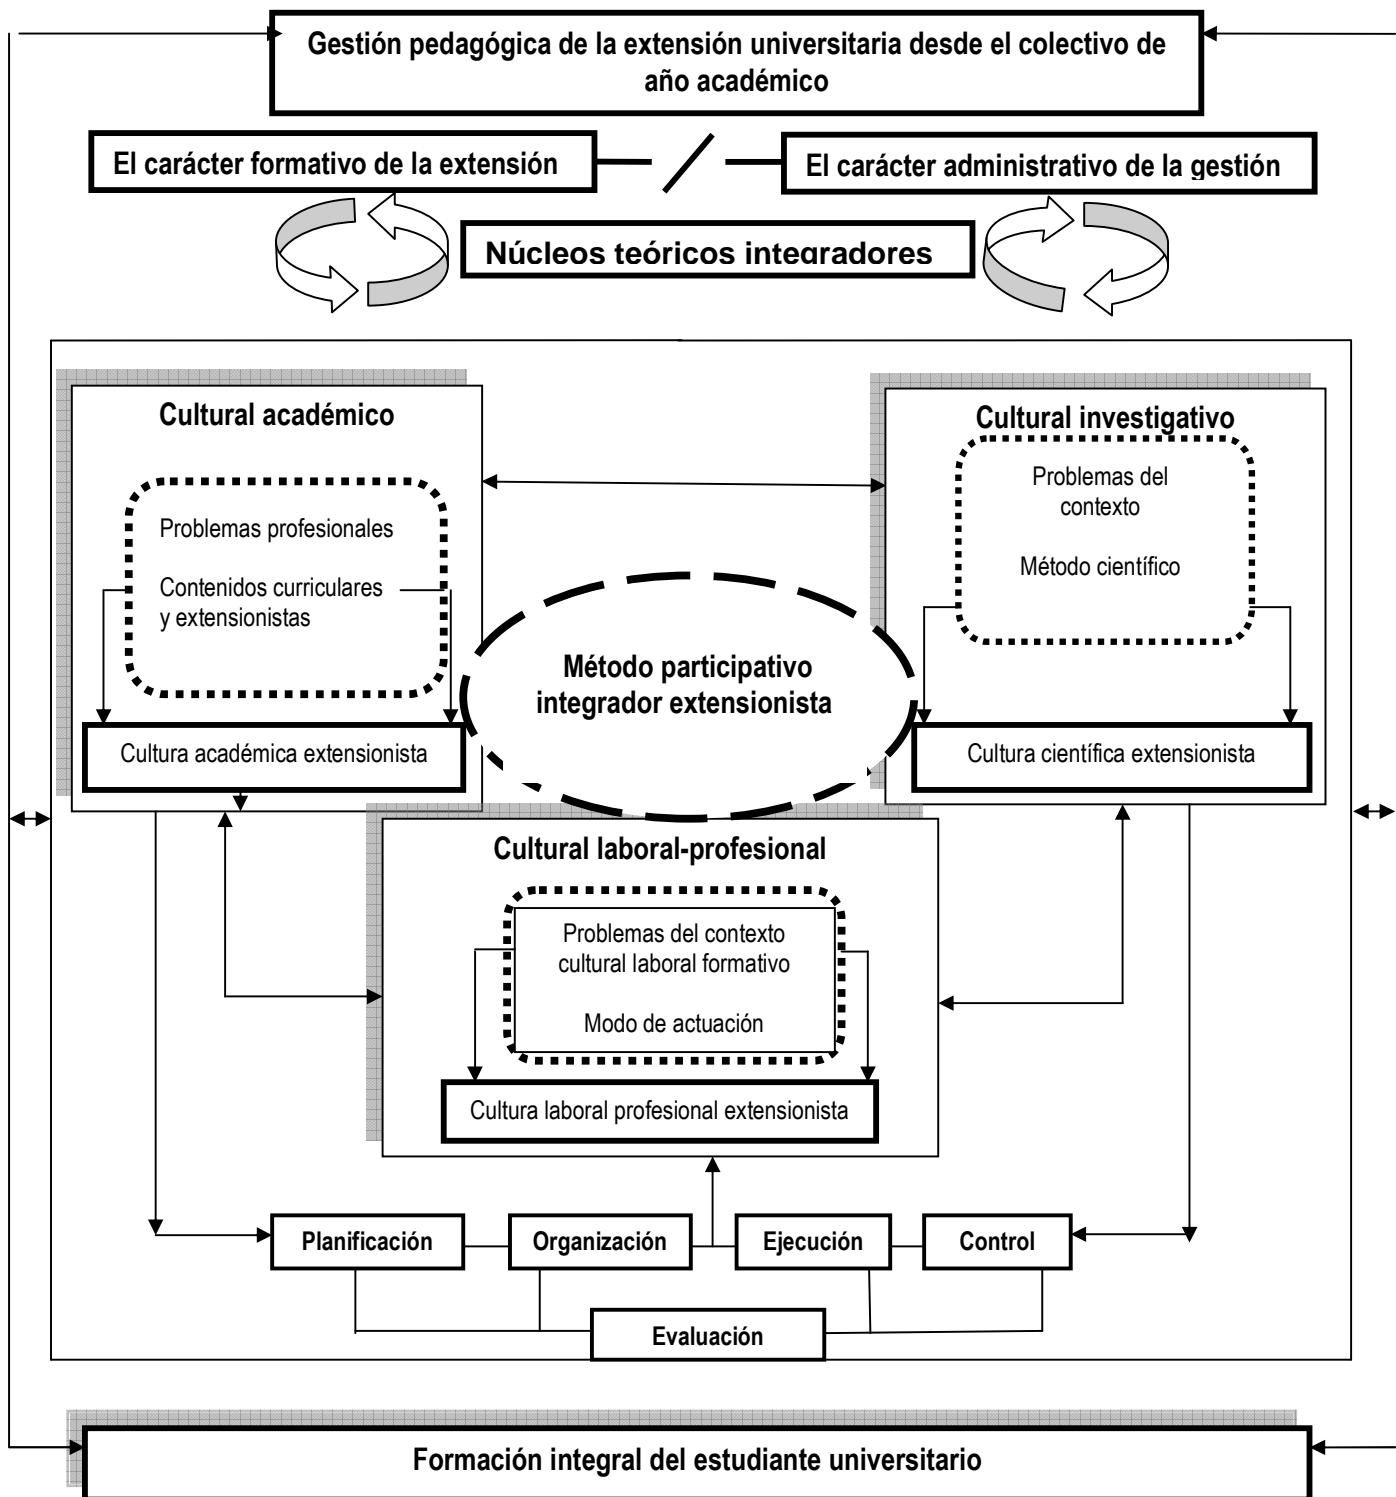 Gestión pedagógica de la extensión universitaria desde el colectivo de
año académico
El carácter formativo de la extensión
El carácter administrativo de la gestión
Núcleos teóricos integradores
Cultural académico
Problemas profesionales
Contenidos curriculares
y extensionistas
Cultura académica extensionista
Cultural investigativo
Problemas del
contexto
Método científico
Cultura científica extensionista
Método participativo
integrador extensionista
Cultural laboral-profesional
Problemas del contexto
cultural laboral formativo
Modo de actuación
Cultura laboral profesional extensionista
Planificación
Organización
Ejecución
Control
Evaluación
Formación integral del estudiante universitario